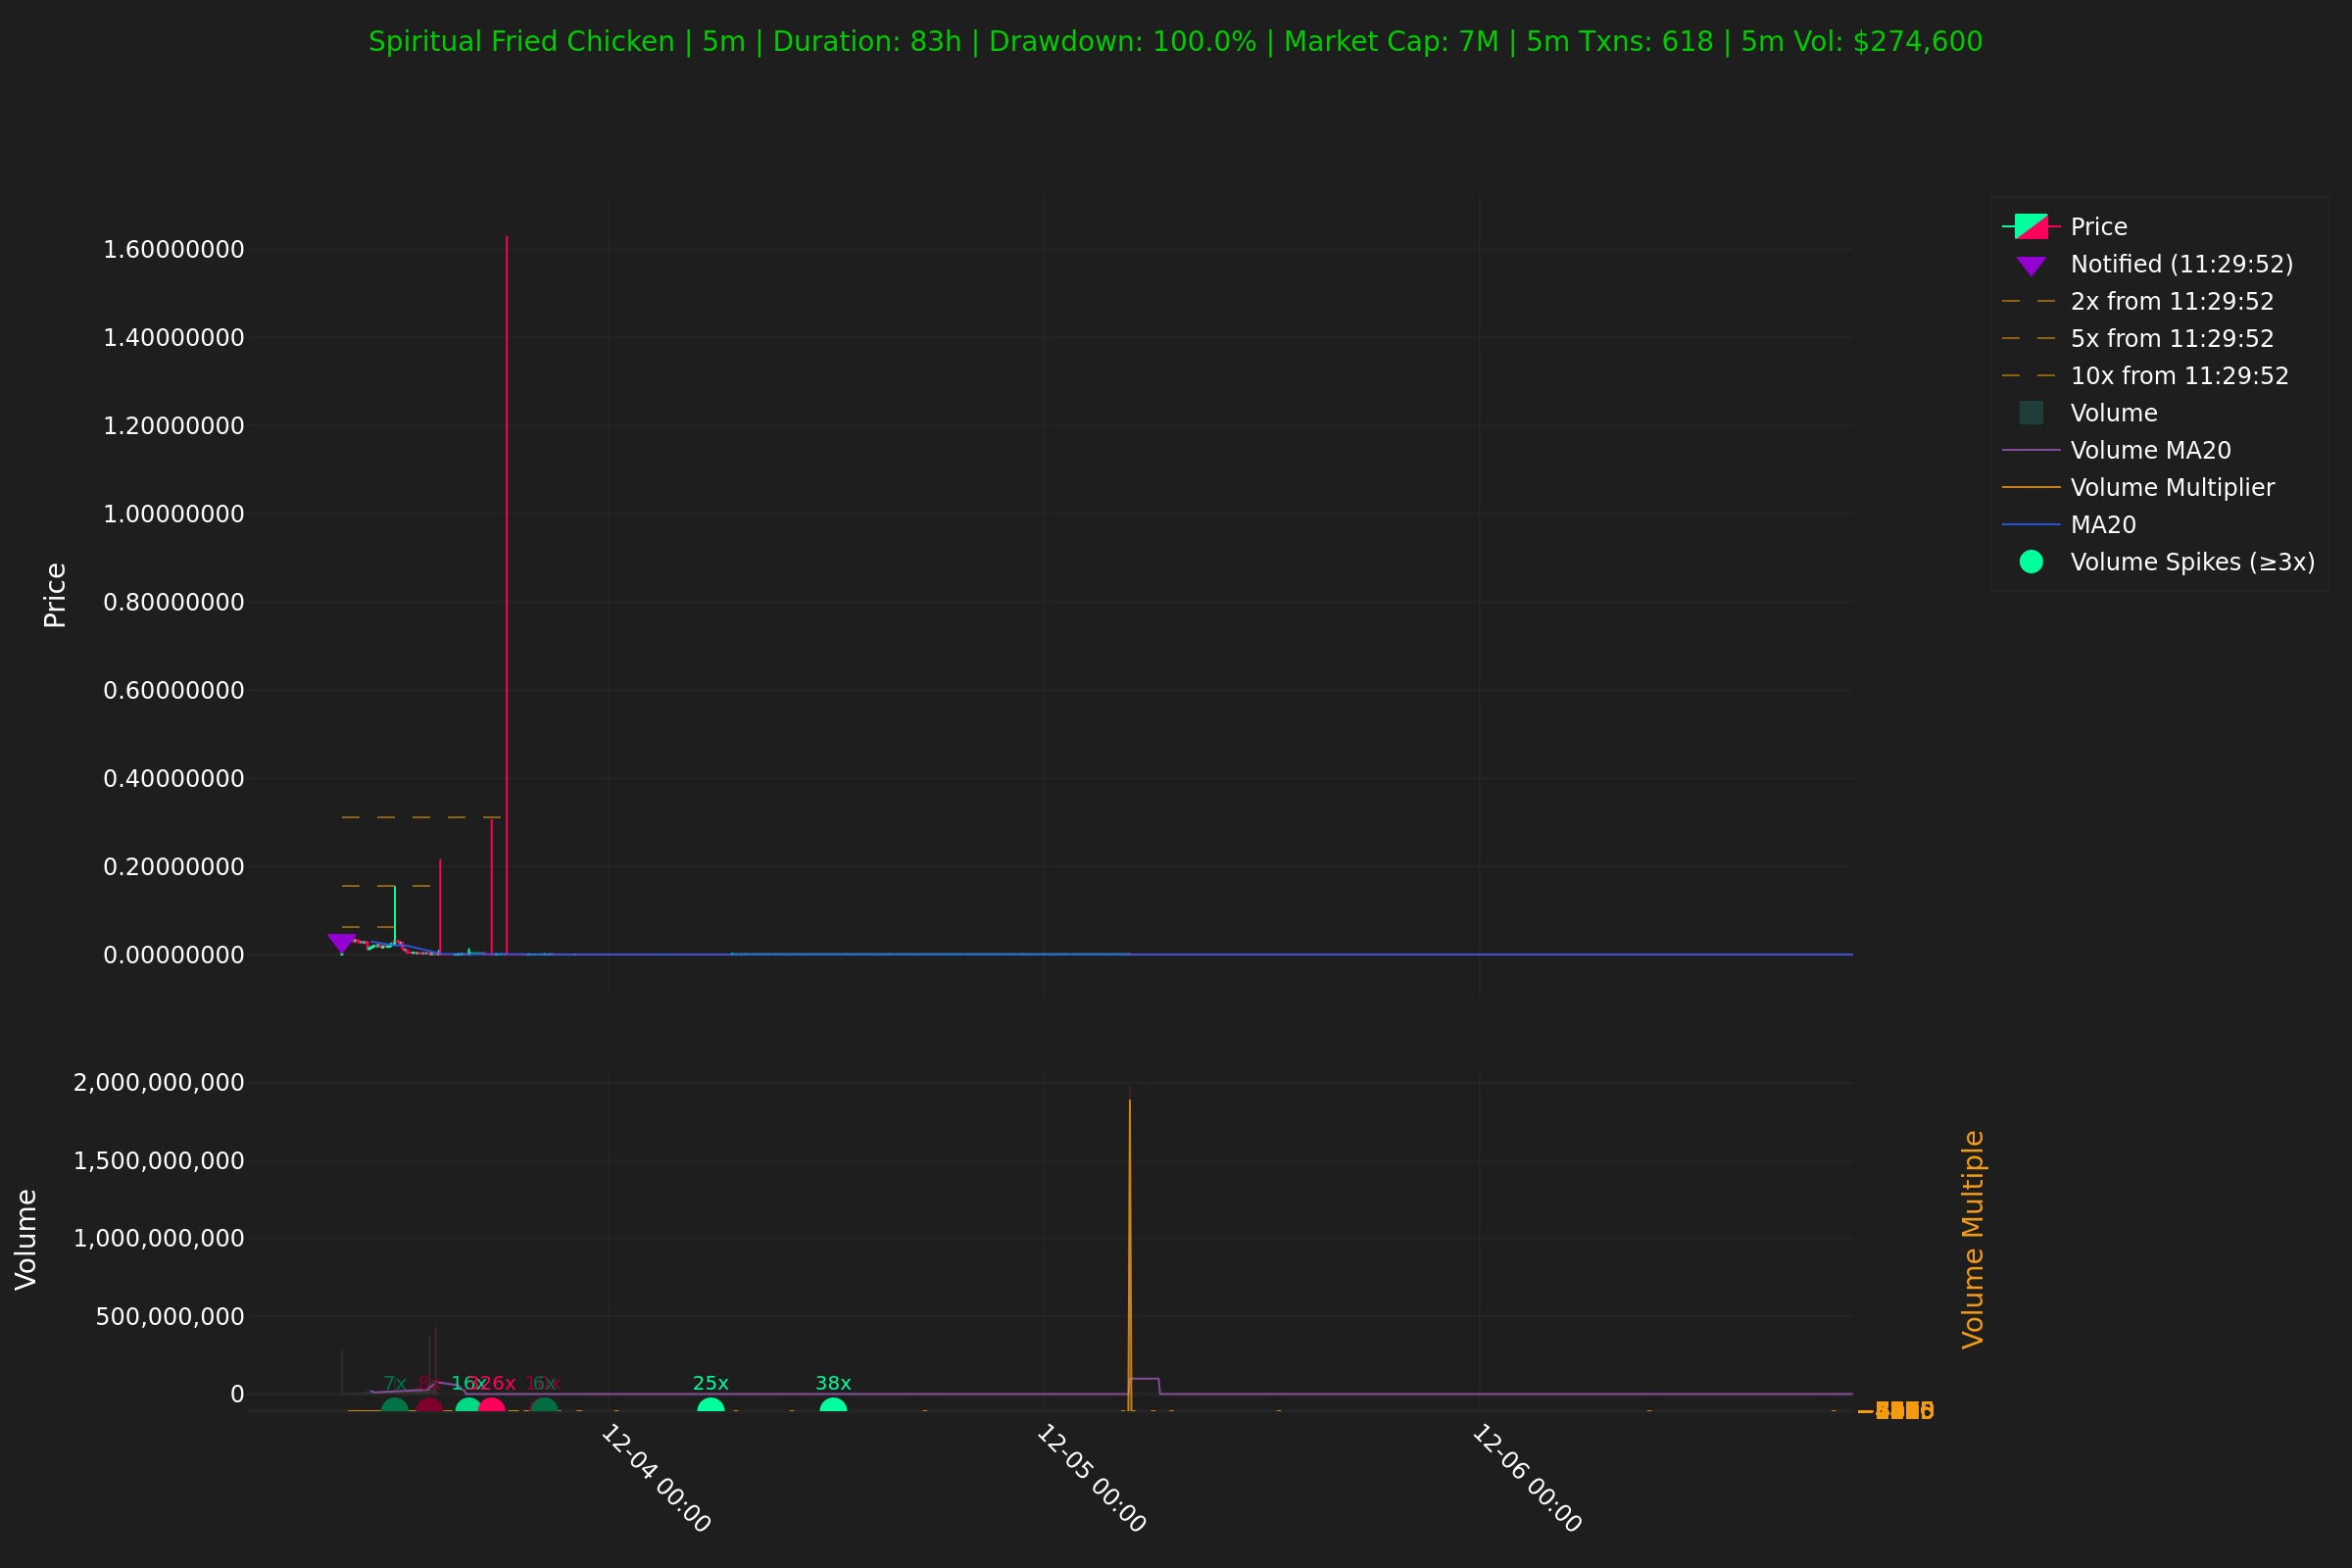 Spiritual Fried Chicken | 5m | Duration: 83h | Drawdown: 100.0% | Market Cap: 7M | 5m Txns: 618 | 5m Vol: $274,600
Price
1.60000000
1.40000000
1.20000000
1.00000000
0.80000000
0.60000000
0.40000000
0.20000000
0.00000000
Price
Notified (11:29:52)
2x from 11:29:52
5x from 11:29:52
10x from 11:29:52
Volume
Volume MA20
Volume Multiplier
MA20
Volume Spikes (≥3x)
Volume
2,000,000,000
1,500,000,000
1,000,000,000
500,000,000
0
7x 8x 16x 6x 25x 38x
Volume Multiple
12-04 00:00
12-05 00:00
12-06 00:00